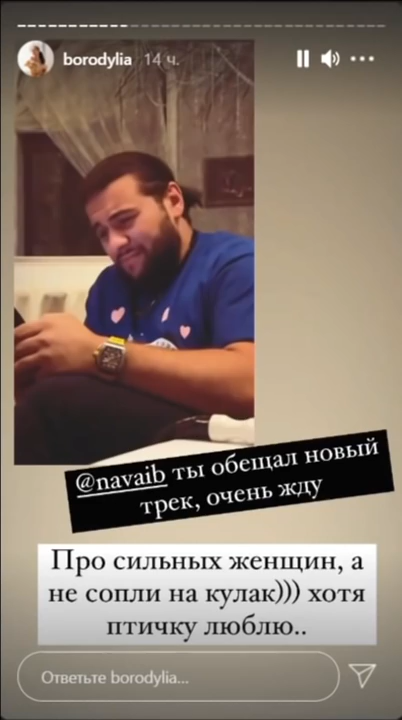 borodylia 14 ч.
@navaib ты обещал новый
трек, очень жду
Про сильных женщин, а
не сопли на кулак))) хотя
птичку люблю..
Ответьте borodylia...